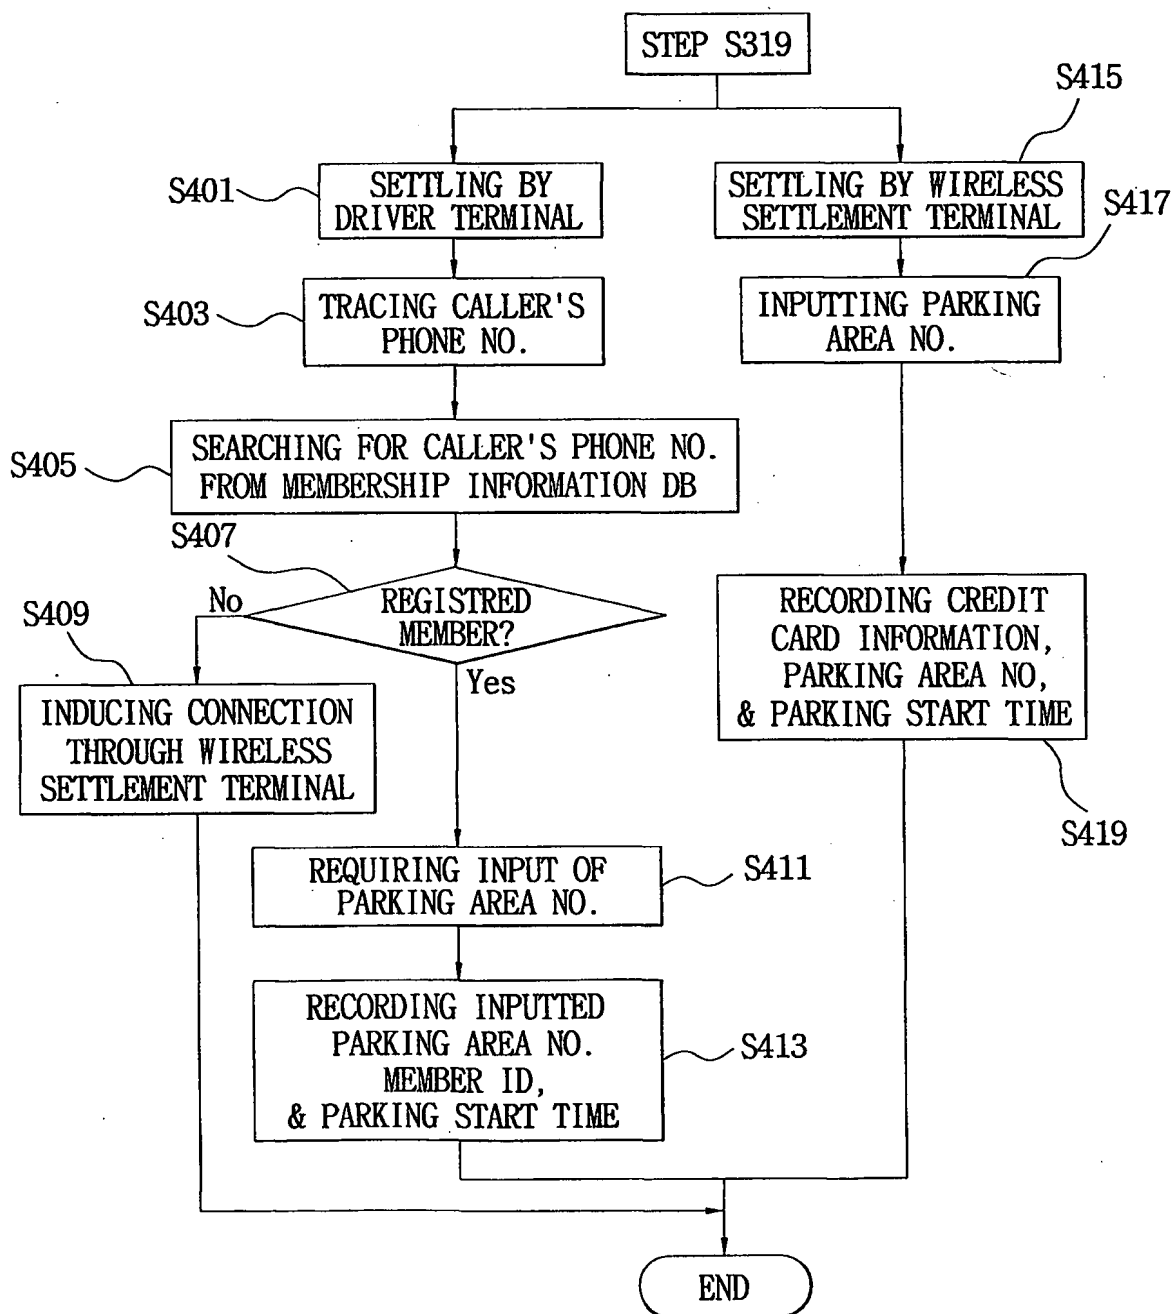 STEP S319
S415
S401
SETTLING BY
DRIVER TERMINAL
SETTLING BY WIRELESS
SETTLEMENT TERMINAL
S417
S403
TRACING CALLER'S
PHONE NO.
INPUTTING PARKING
AREA NO.
S405
SEARCHING FOR CALLER'S PHONE NO.
FROM MEMBERSHIP INFORMATION DB
S407
No
REGISTRED
MEMBER?
Yes
RECORDING CREDIT
CARD INFORMATION,
PARKING AREA NO,
& PARKING START TIME
S409
INDUCING CONNECTION
THROUGH WIRELESS
SETTLEMENT TERMINAL
S419
REQUIRING INPUT OF
PARKING AREA NO.
S411
RECORDING INPUTTED
PARKING AREA NO.
MEMBER ID,
& PARKING START TIME
S413
END